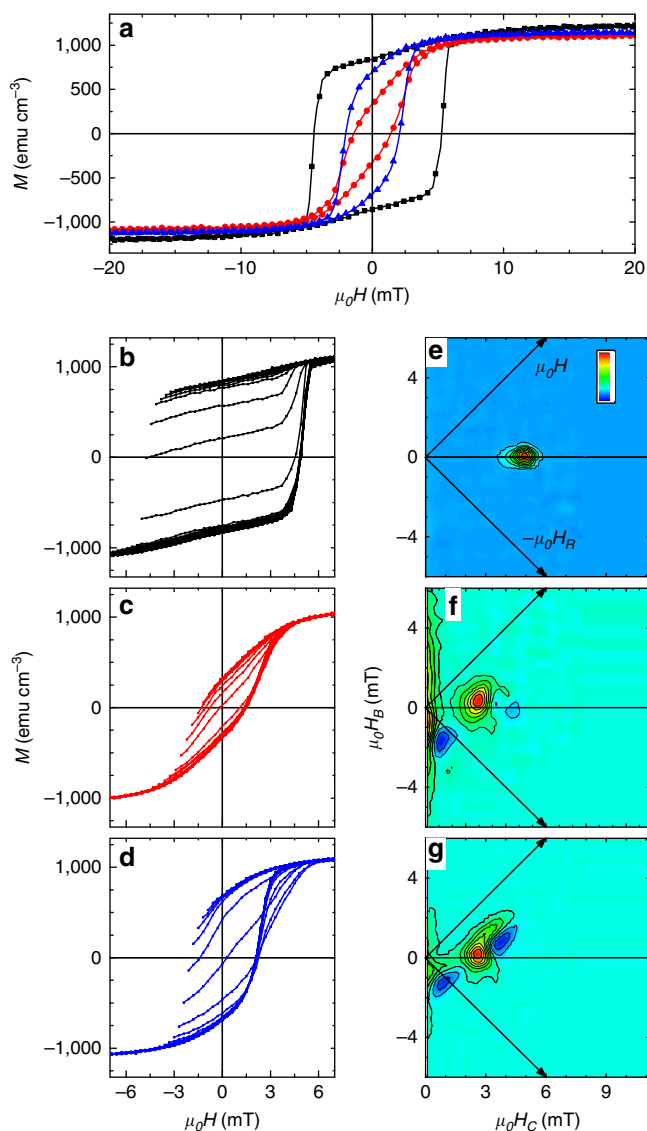 a
1,000
500
0
−500
−1,000
M (emu cm⁻³)
−20 −10 0 10 20
μ₀H (mT)
b
1,000
0
−1,000
e
μ₀H
−μ₀H_R
4
0
−4
c
1,000
0
−1,000
M (emu cm⁻³)
f
4
0
−4
μ₀H_B (mT)
d
1,000
0
−1,000
−6 −3 0 3 6
μ₀H (mT)
g
4
0
−4
0 3 6 9
μ₀H_C (mT)